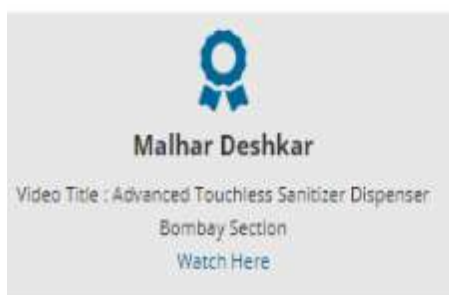 Malhar Deshkar
Video Title : Advanced Touchless Sanitizer Dispenser
Bombay Section
Watch Here